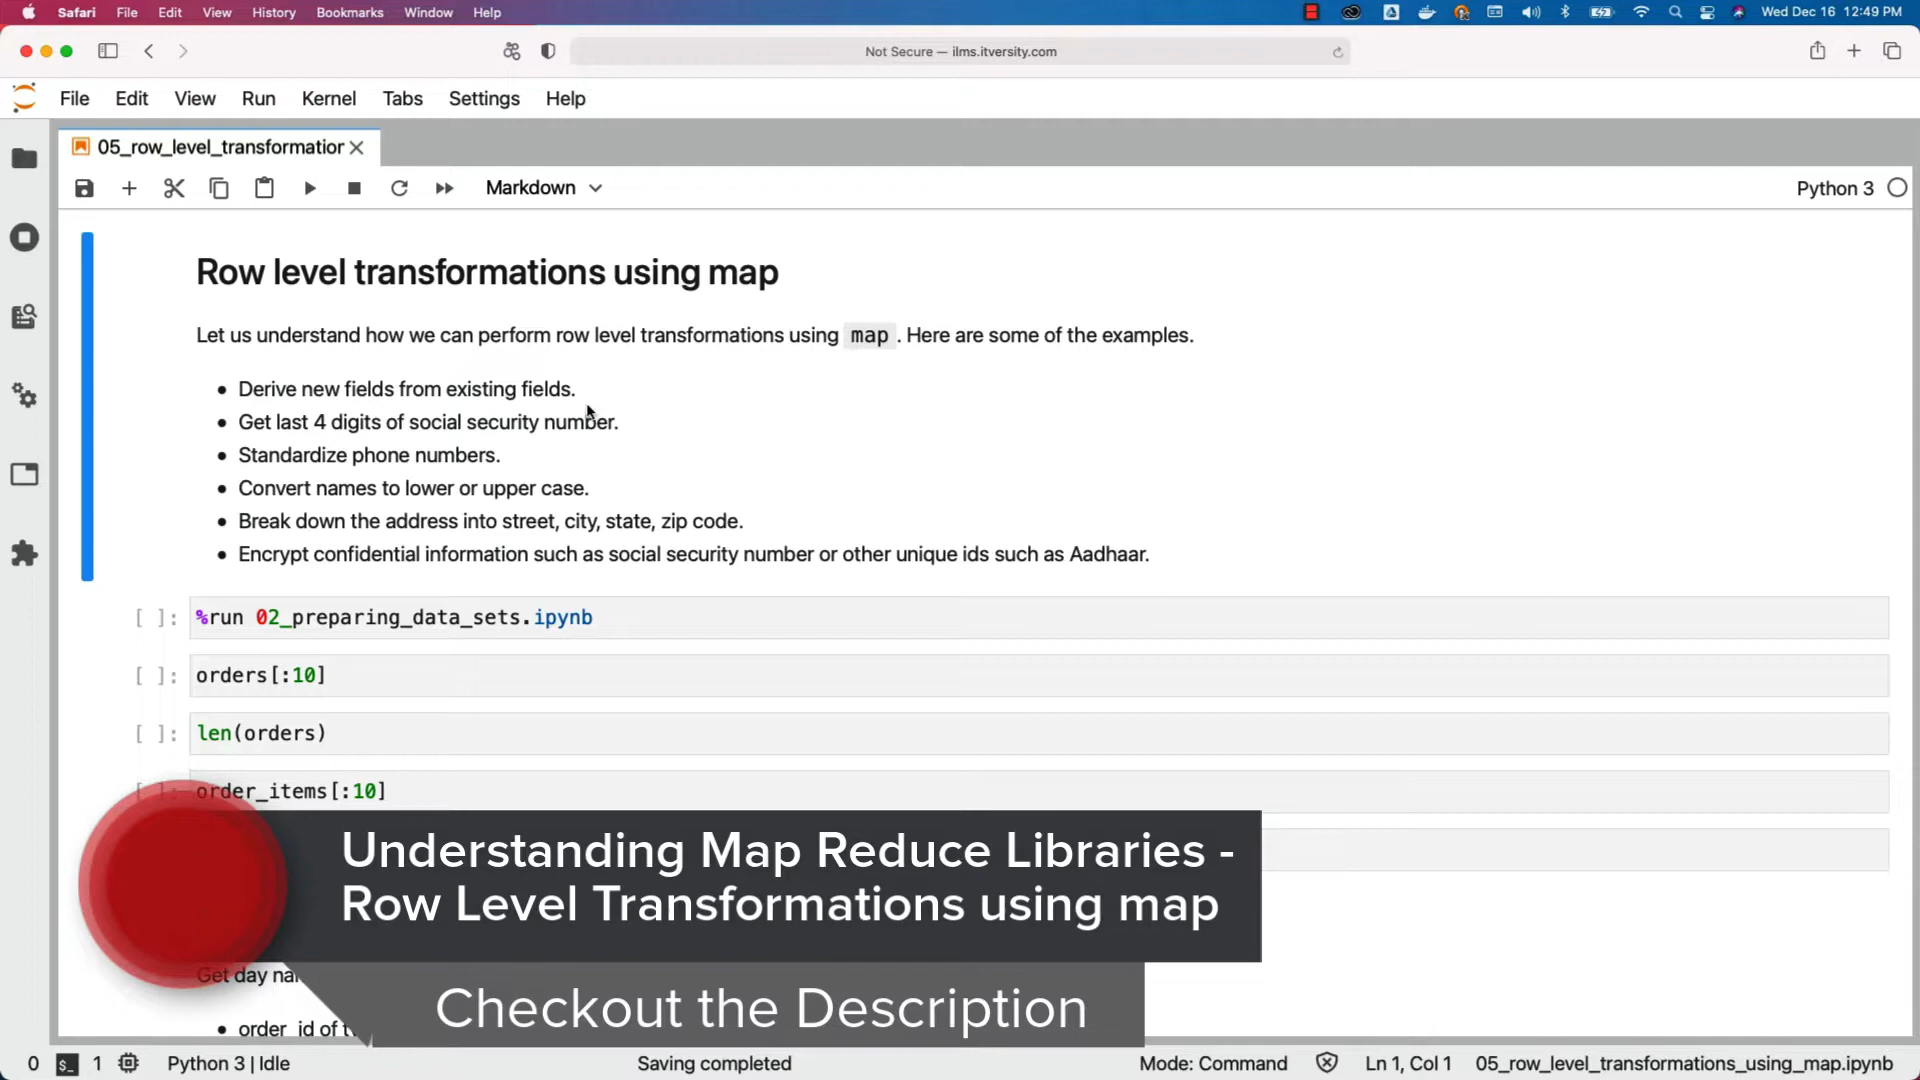 Safari File Edit View History Bookmarks Window Help Wed Dec 16 12:49 PM
Not Secure — ilms.itversity.com
File Edit View Run Kernel Tabs Settings Help
05_row_level_transformation
Markdown Python 3
Row level transformations using map
Let us understand how we can perform row level transformations using map . Here are some of the examples.
• Derive new fields from existing fields.
• Get last 4 digits of social security number.
• Standardize phone numbers.
• Convert names to lower or upper case.
• Break down the address into street, city, state, zip code.
• Encrypt confidential information such as social security number or other unique ids such as Aadhaar.
[ ]: %run 02_preparing_data_sets.ipynb
[ ]: orders[:10]
[ ]: len(orders)
[ ]: order_items[:10]
Understanding Map Reduce Libraries -
Row Level Transformations using map
Get day
Checkout the Description
• order_id of
0 1 Python 3 | Idle Saving completed Mode: Command Ln 1, Col 1 05_row_level_transformations_using_map.ipynb